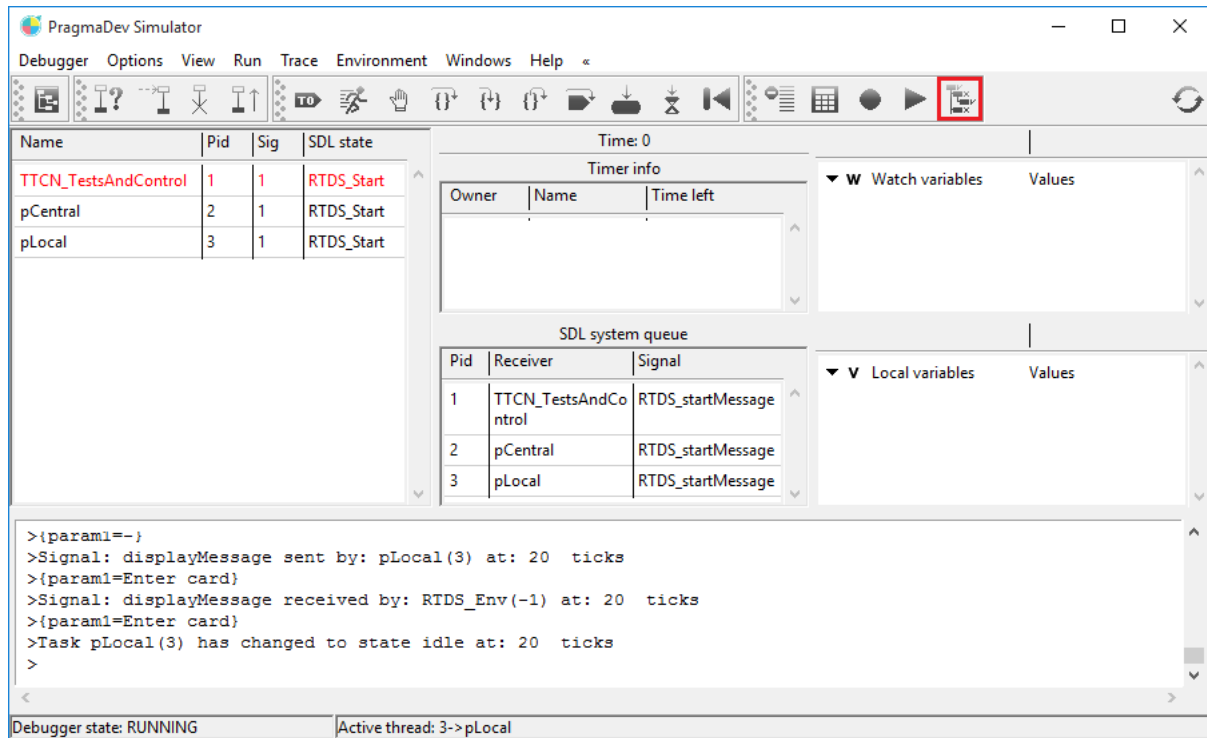 PragmaDev Simulator
Debugger Options View Run Trace Environment Windows Help «
I? TO
Name Pid Sig SDL state
TTCN_TestsAndControl 1 1 RTDS_Start
pCentral 2 1 RTDS_Start
pLocal 3 1 RTDS_Start
Time: 0
Timer info
Owner Name Time left
SDL system queue
Pid Receiver Signal
1 TTCN_TestsAndCo RTDS_startMessage
ntrol
2 pCentral RTDS_startMessage
3 pLocal RTDS_startMessage
W Watch variables Values
V Local variables Values
>{param1=-}
>Signal: displayMessage sent by: pLocal(3) at: 20 ticks
>{param1=Enter card}
>Signal: displayMessage received by: RTDS_Env(-1) at: 20 ticks
>{param1=Enter card}
>Task pLocal(3) has changed to state idle at: 20 ticks
>
Debugger state: RUNNING Active thread: 3->pLocal